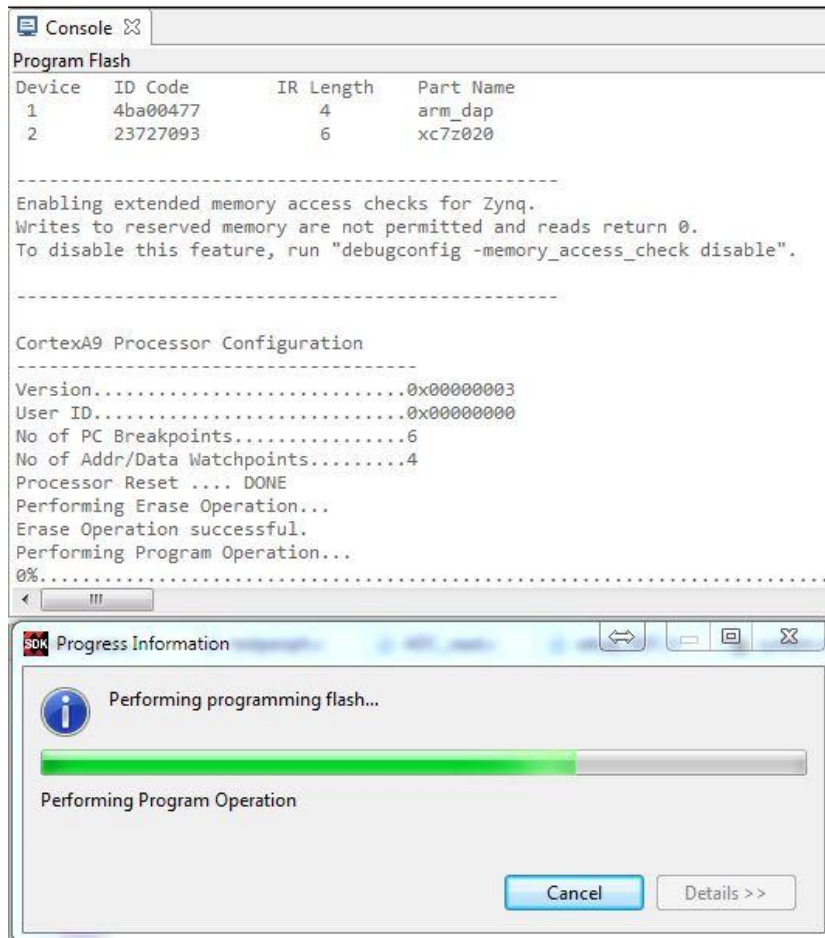 Console
Program Flash
Device ID Code IR Length Part Name
1 4ba00477 4 arm_dap
2 23727093 6 xc7z020
--------------------------------------------------
Enabling extended memory access checks for Zynq.
Writes to reserved memory are not permitted and reads return 0.
To disable this feature, run "debugconfig -memory_access_check disable".
--------------------------------------------------
CortexA9 Processor Configuration
-------------------------------------
Version.............................0x00000003
User ID.............................0x00000000
No of PC Breakpoints................6
No of Addr/Data Watchpoints.........4
Processor Reset .... DONE
Performing Erase Operation...
Erase Operation successful.
Performing Program Operation...
0%..........................................................................
SDK Progress Information
Performing programming flash...
Performing Program Operation
Cancel Details >>